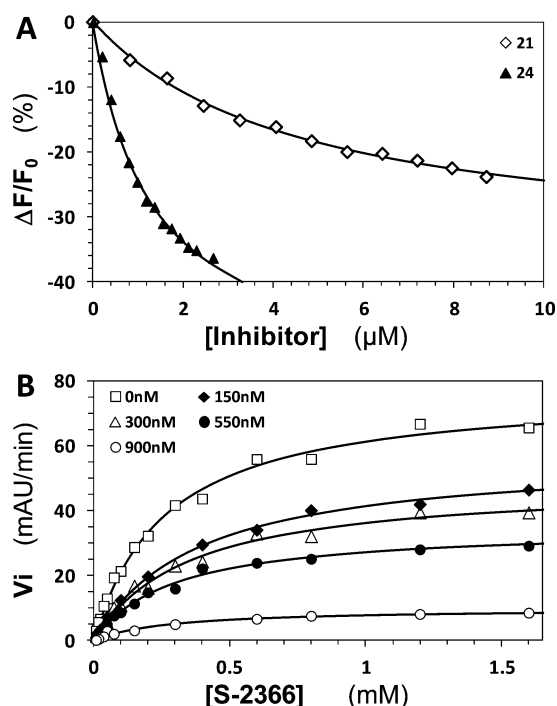 A
0
-10
-20
-30
-40
ΔF/F0 (%)
21
24
0 2 4 6 8 10
[Inhibitor] (µM)
B
80
60
40
20
0
Vi (mAU/min)
0nM 150nM
300nM 550nM
900nM
0 0.5 1 1.5
[S-2366] (mM)